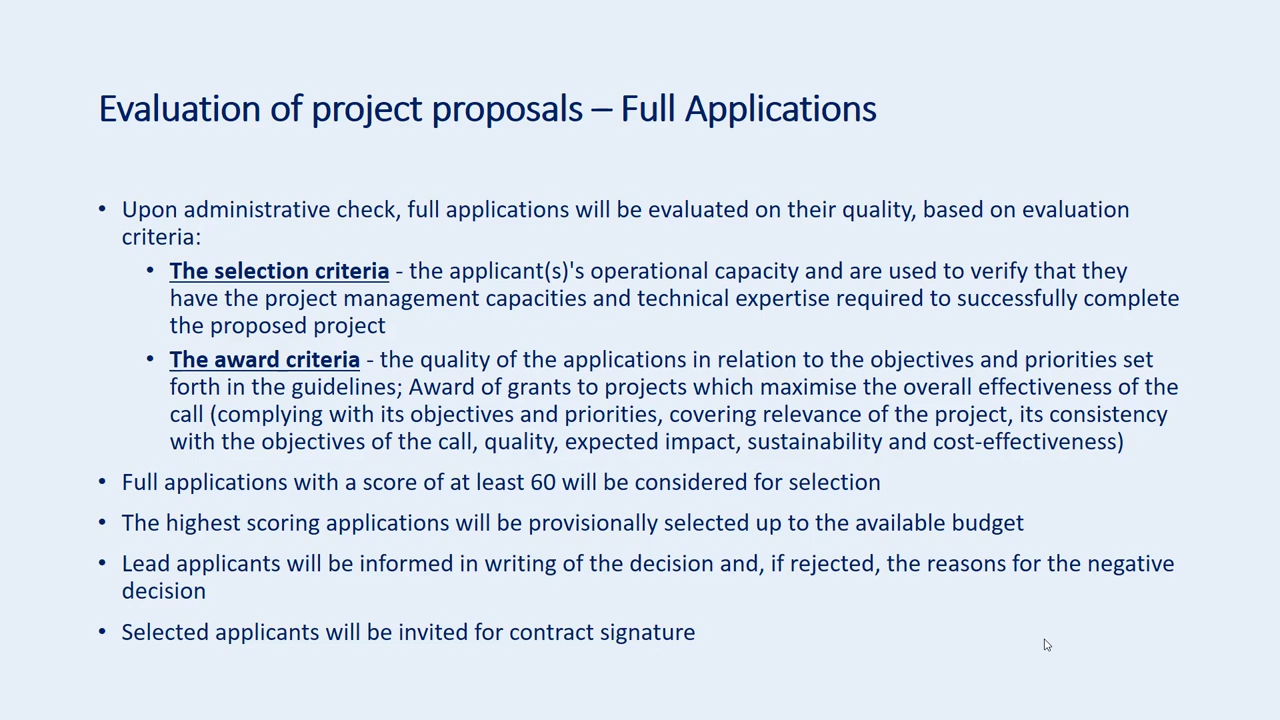 Evaluation of project proposals – Full Applications
• Upon administrative check, full applications will be evaluated on their quality, based on evaluation
criteria:
• The selection criteria - the applicant(s)'s operational capacity and are used to verify that they
have the project management capacities and technical expertise required to successfully complete
the proposed project
• The award criteria - the quality of the applications in relation to the objectives and priorities set
forth in the guidelines; Award of grants to projects which maximise the overall effectiveness of the
call (complying with its objectives and priorities, covering relevance of the project, its consistency
with the objectives of the call, quality, expected impact, sustainability and cost-effectiveness)
• Full applications with a score of at least 60 will be considered for selection
• The highest scoring applications will be provisionally selected up to the available budget
• Lead applicants will be informed in writing of the decision and, if rejected, the reasons for the negative
decision
• Selected applicants will be invited for contract signature